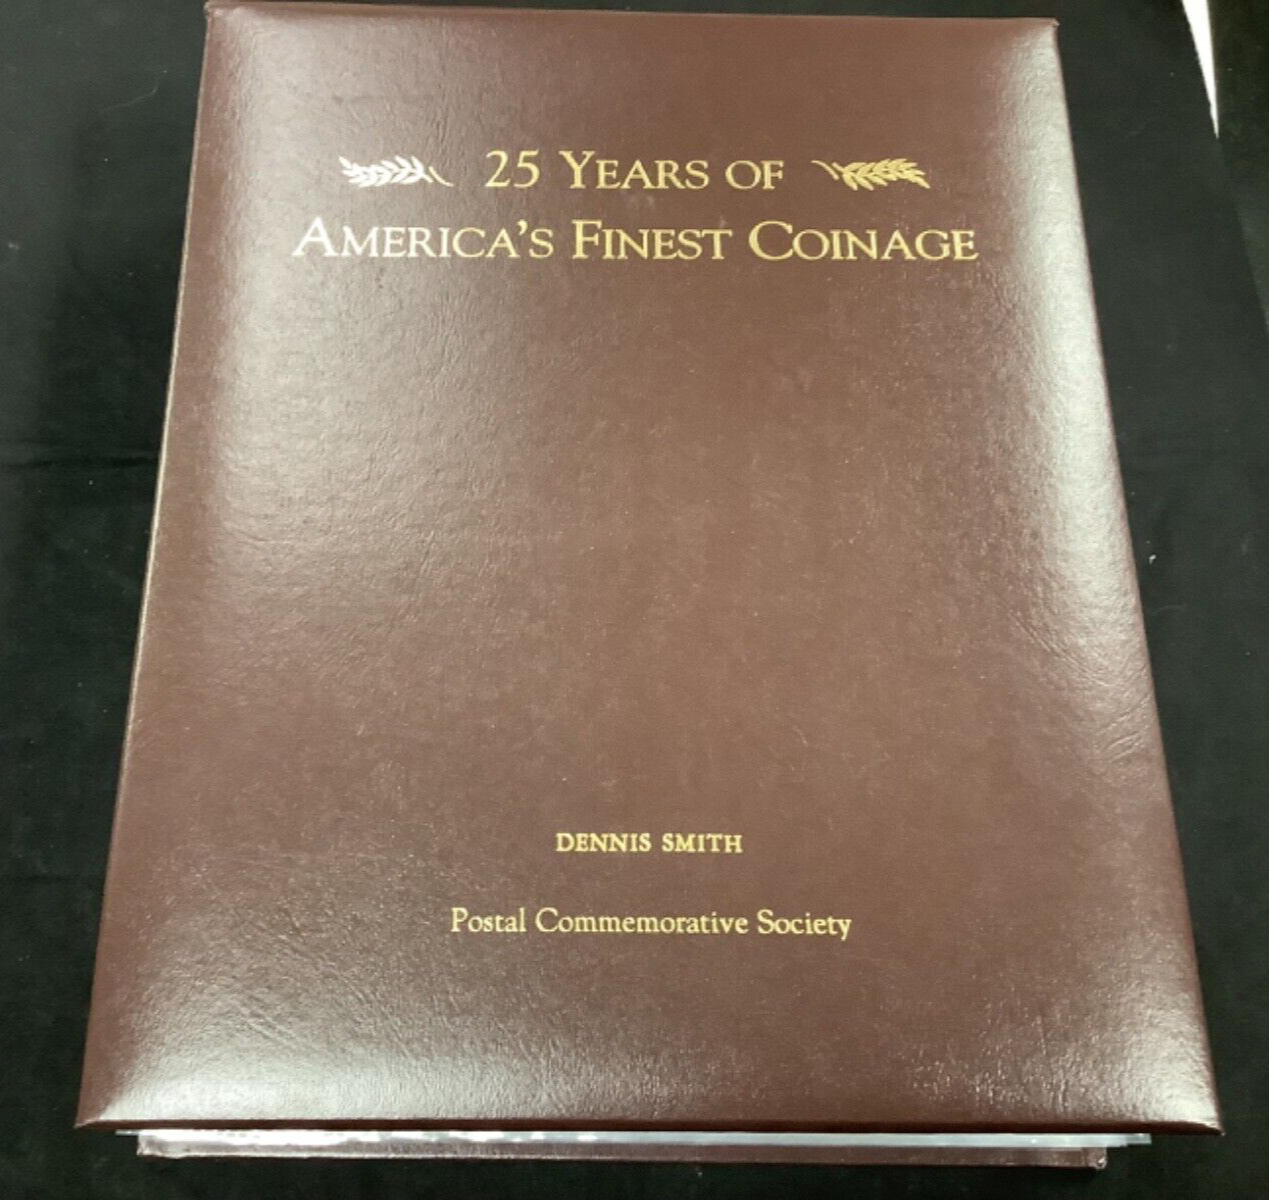 25 YEARS OF
AMERICA'S FINEST COINAGE
DENNIS SMITH
Postal Commemorative Society